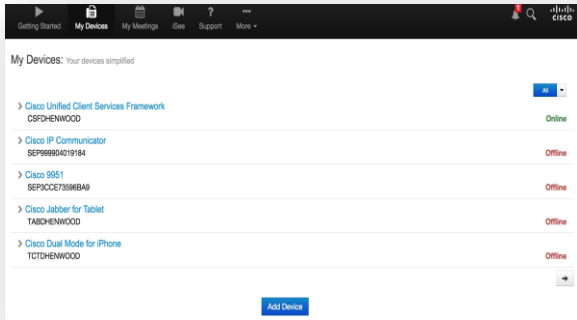 Getting Started My Devices My Meetings iSee Support More
1
CISCO
My Devices: Your devices simplified
All
Cisco Unified Client Services Framework
CSFDHENWOOD Online
Cisco IP Communicator
SEP999904019184 Offline
Cisco 9951
SEP3CCE73596BA9 Offline
Cisco Jabber for Tablet
TABDHENWOOD Offline
Cisco Dual Mode for iPhone
TCTDHENWOOD Offline
Add Device